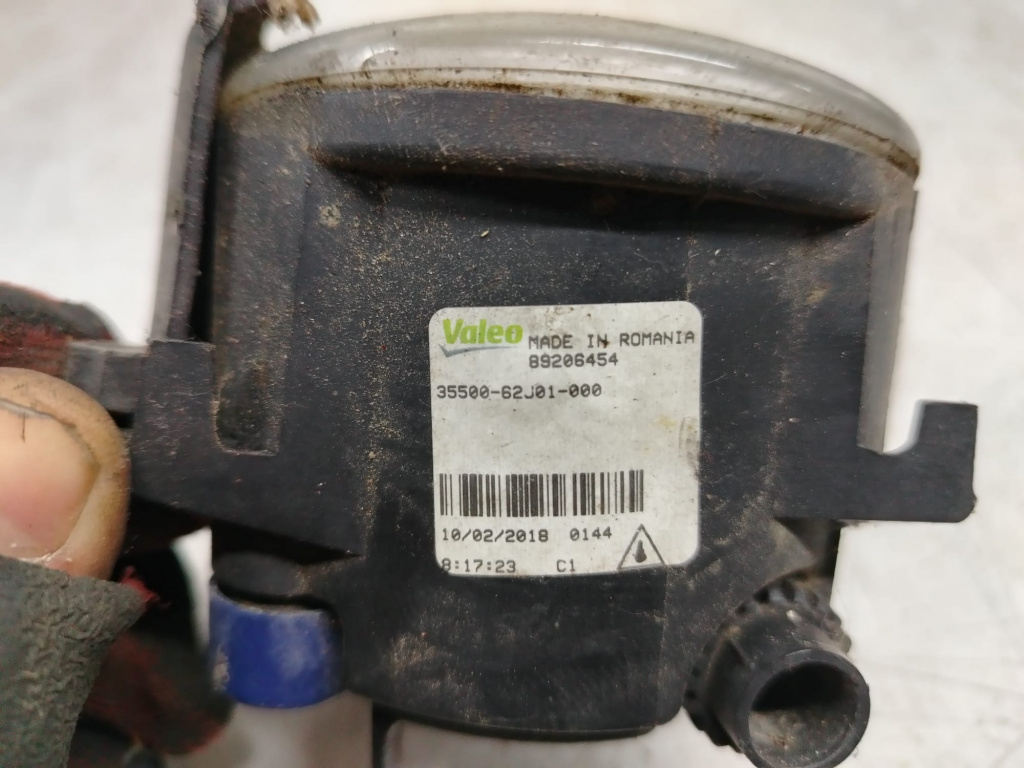 Valeo MADE IN ROMANIA
89206454
35500-62J01-000
10/02/2018 0144
8:17:23 C1